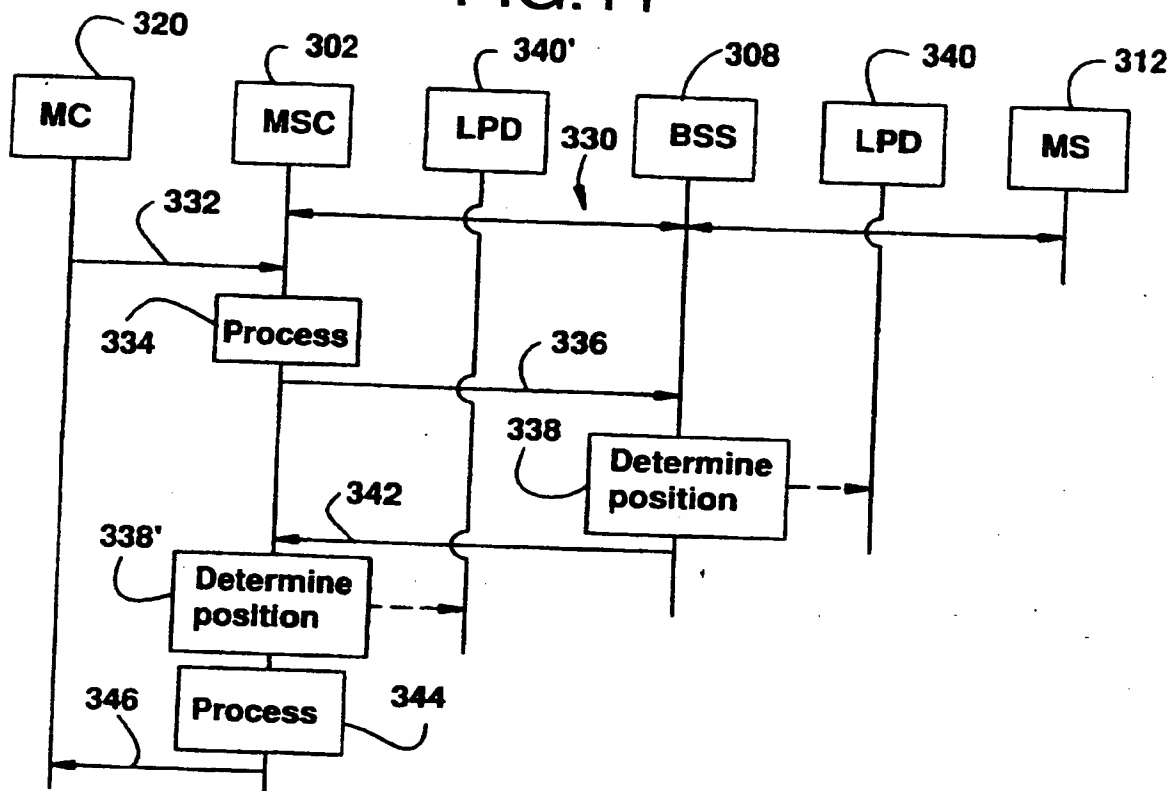 320
302
340'
308
340
312
MC
MSC
LPD
BSS
LPD
MS
330
332
334
Process
336
338
Determine
position
342
338'
Determine
position
346
Process
344